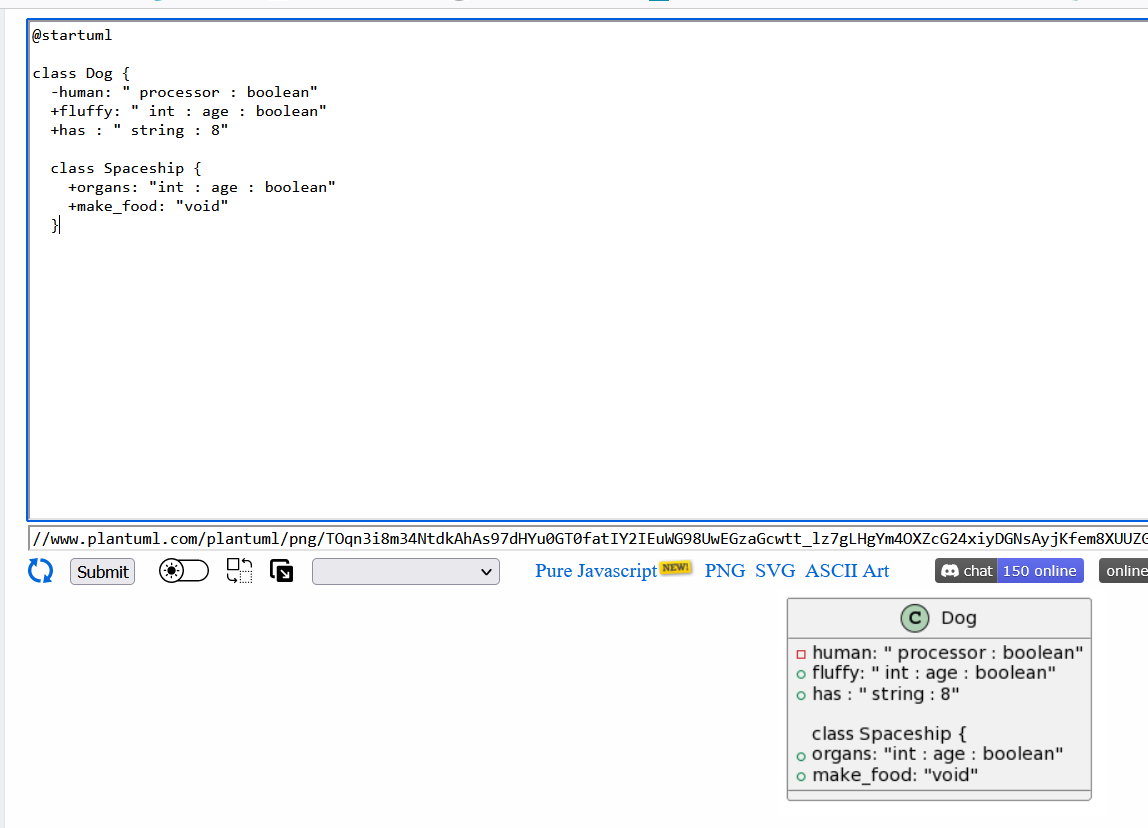 @startuml
class Dog {
-human: " processor : boolean"
+fluffy: " int : age : boolean"
+has : " string : 8"
class Spaceship {
+organs: "int : age : boolean"
+make_food: "void"
}
//www.plantuml.com/plantuml/png/TOqn3i8m34NtdkAhAs97dHYu0GT0fatIY2IEuWG98UwEGzaGcwtt_lz7gLHgYm4OXZcG24xiyDGNsAyjKfem8XUUZG
Submit
Pure Javascript NEW! PNG SVG ASCII Art
chat 150 online
online
C Dog
human: " processor : boolean"
fluffy: " int : age : boolean"
has : " string : 8"
class Spaceship {
organs: "int : age : boolean"
make_food: "void"